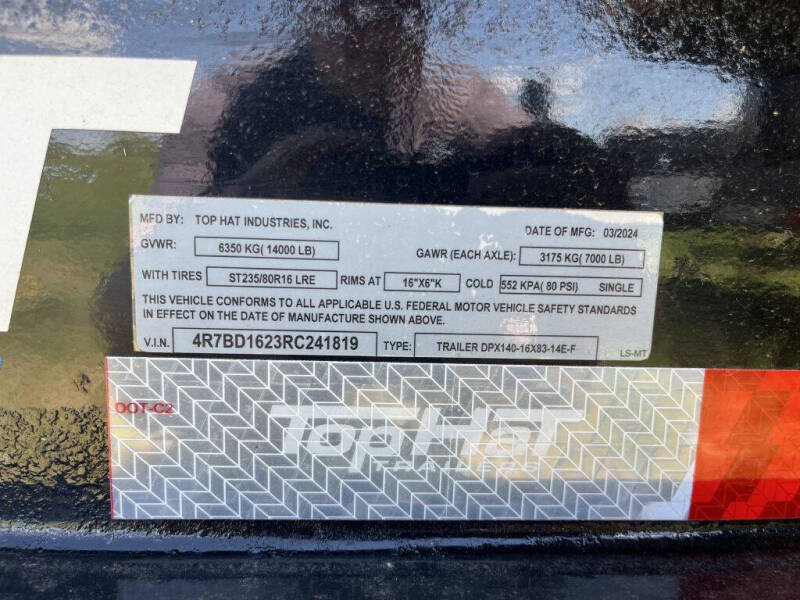 MFD BY: TOP HAT INDUSTRIES, INC. DATE OF MFG: 03/2024
GVWR: 6350 KG( 14000 LB) GAWR (EACH AXLE): 3175 KG( 7000 LB)
WITH TIRES ST235/80R16 LRE RIMS AT 16"X6"K COLD 552 KPA( 80 PSI) SINGLE
THIS VEHICLE CONFORMS TO ALL APPLICABLE U.S. FEDERAL MOTOR VEHICLE SAFETY STANDARDS
IN EFFECT ON THE DATE OF MANUFACTURE SHOWN ABOVE.
V.I.N. 4R7BD1623RC241819 TYPE: TRAILER DPX140-16X83-14E-F LS-MT
DOT-C2
Top Hat
TRAILERS